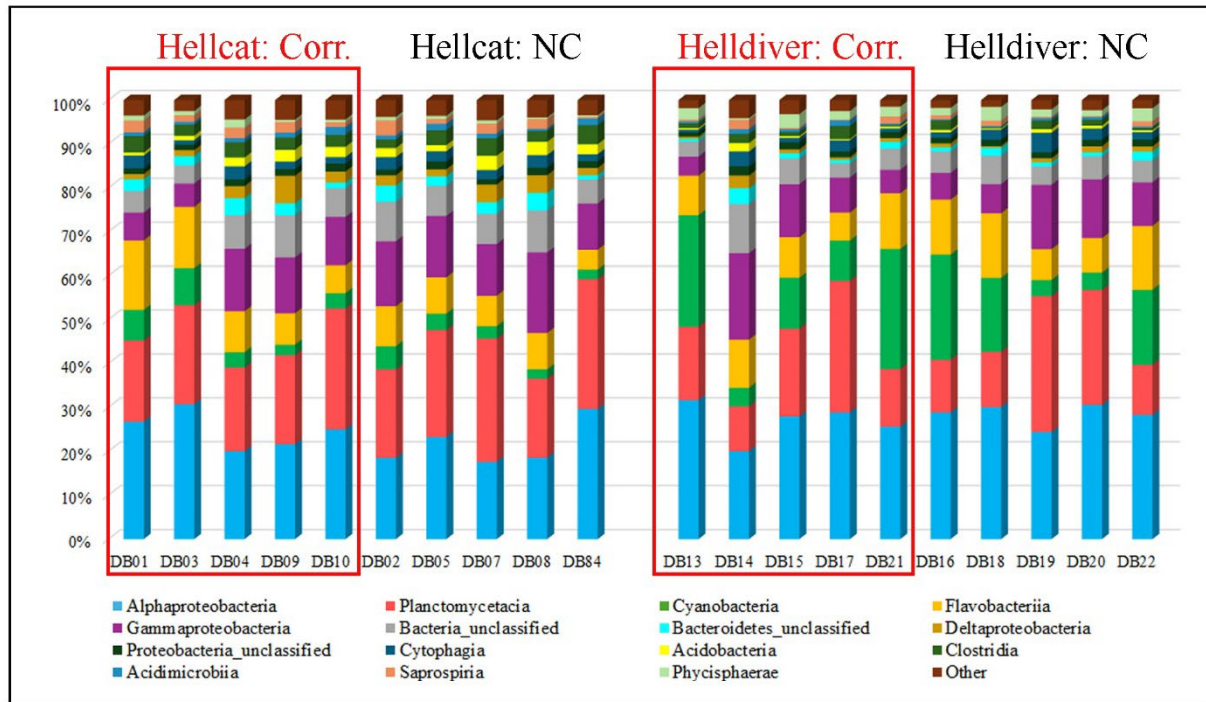 Hellcat: Corr. Hellcat: NC Helldiver: Corr. Helldiver: NC
100%
90%
80%
70%
60%
50%
40%
30%
20%
10%
0%
DB01 DB03 DB04 DB09 DB10 DB02 DB05 DB07 DB08 DB84 DB13 DB14 DB15 DB17 DB21 DB16 DB18 DB19 DB20 DB22
Alphaproteobacteria Planctomycetacia Cyanobacteria Flavobacteriia
Gammaproteobacteria Bacteria_unclassified Bacteroidetes_unclassified Deltaproteobacteria
Proteobacteria_unclassified Cytophagia Acidobacteria Clostridia
Acidimicrobiia Saprospiria Phycisphaerae Other